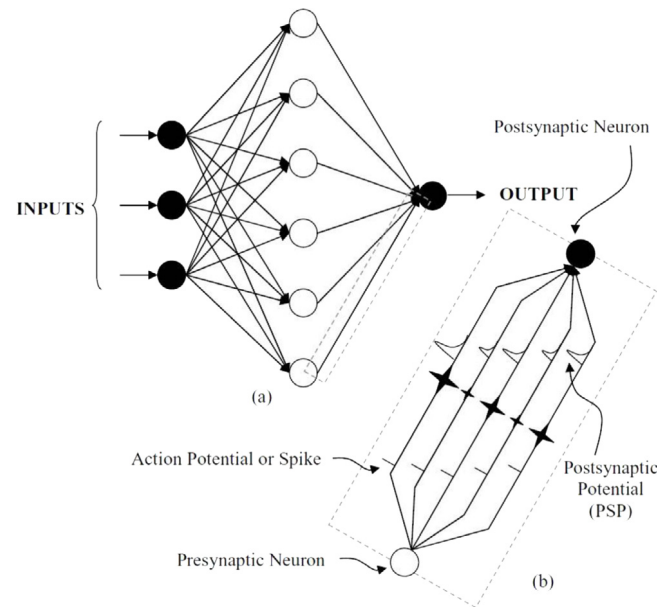 Postsynaptic Neuron
INPUTS
OUTPUT
(a)
Action Potential or Spike
Postsynaptic
Potential
(PSP)
Presynaptic Neuron
(b)